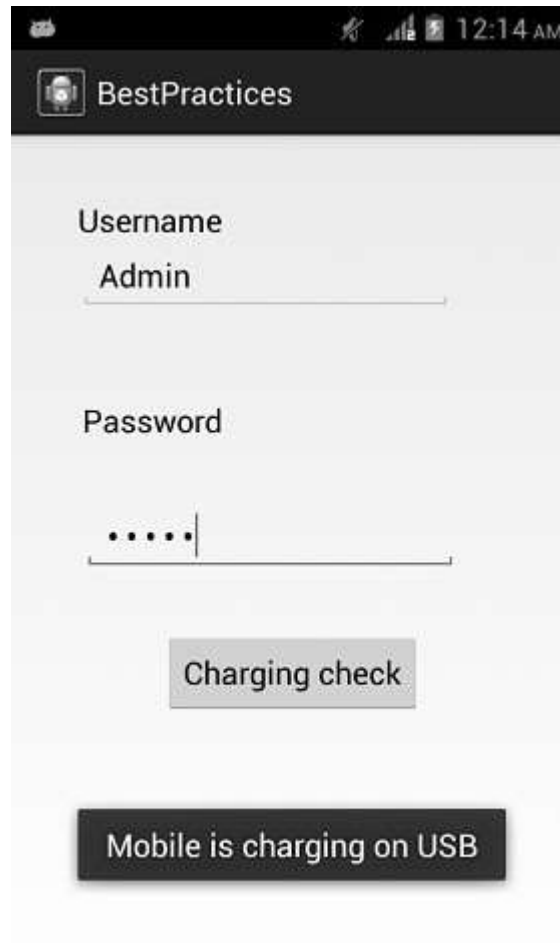 12:14 AM
BestPractices
Username
Admin
Password
•••••
Charging check
Mobile is charging on USB